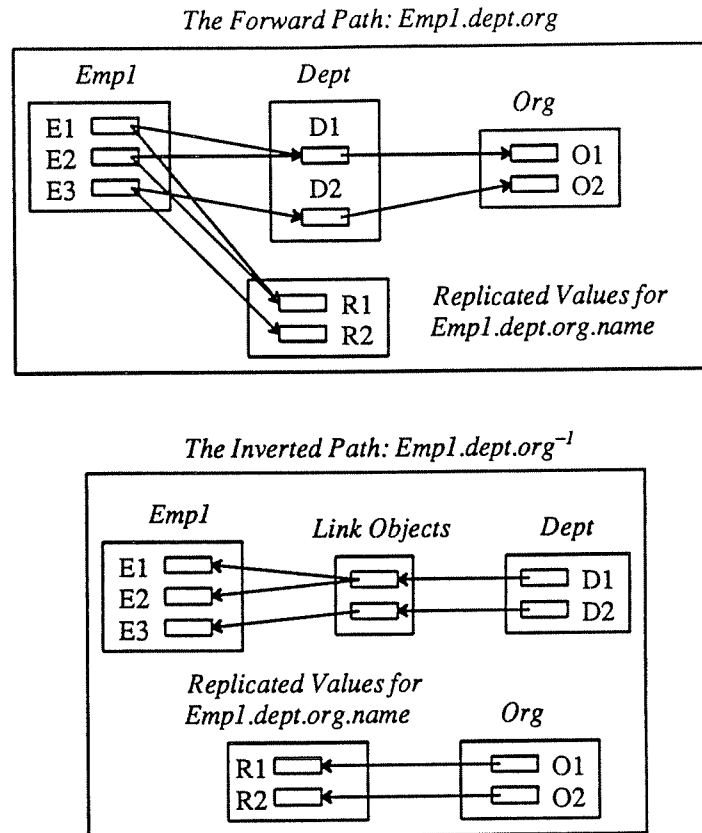 The Forward Path: Emp1.dept.org
Emp1
Dept
Org
E1
E2
E3
D1
D2
O1
O2
R1
R2
Replicated Values for
Emp1.dept.org.name
The Inverted Path: Emp1.dept.org⁻¹
Emp1
Link Objects
Dept
E1
E2
E3
D1
D2
Replicated Values for
Emp1.dept.org.name
Org
R1
R2
O1
O2